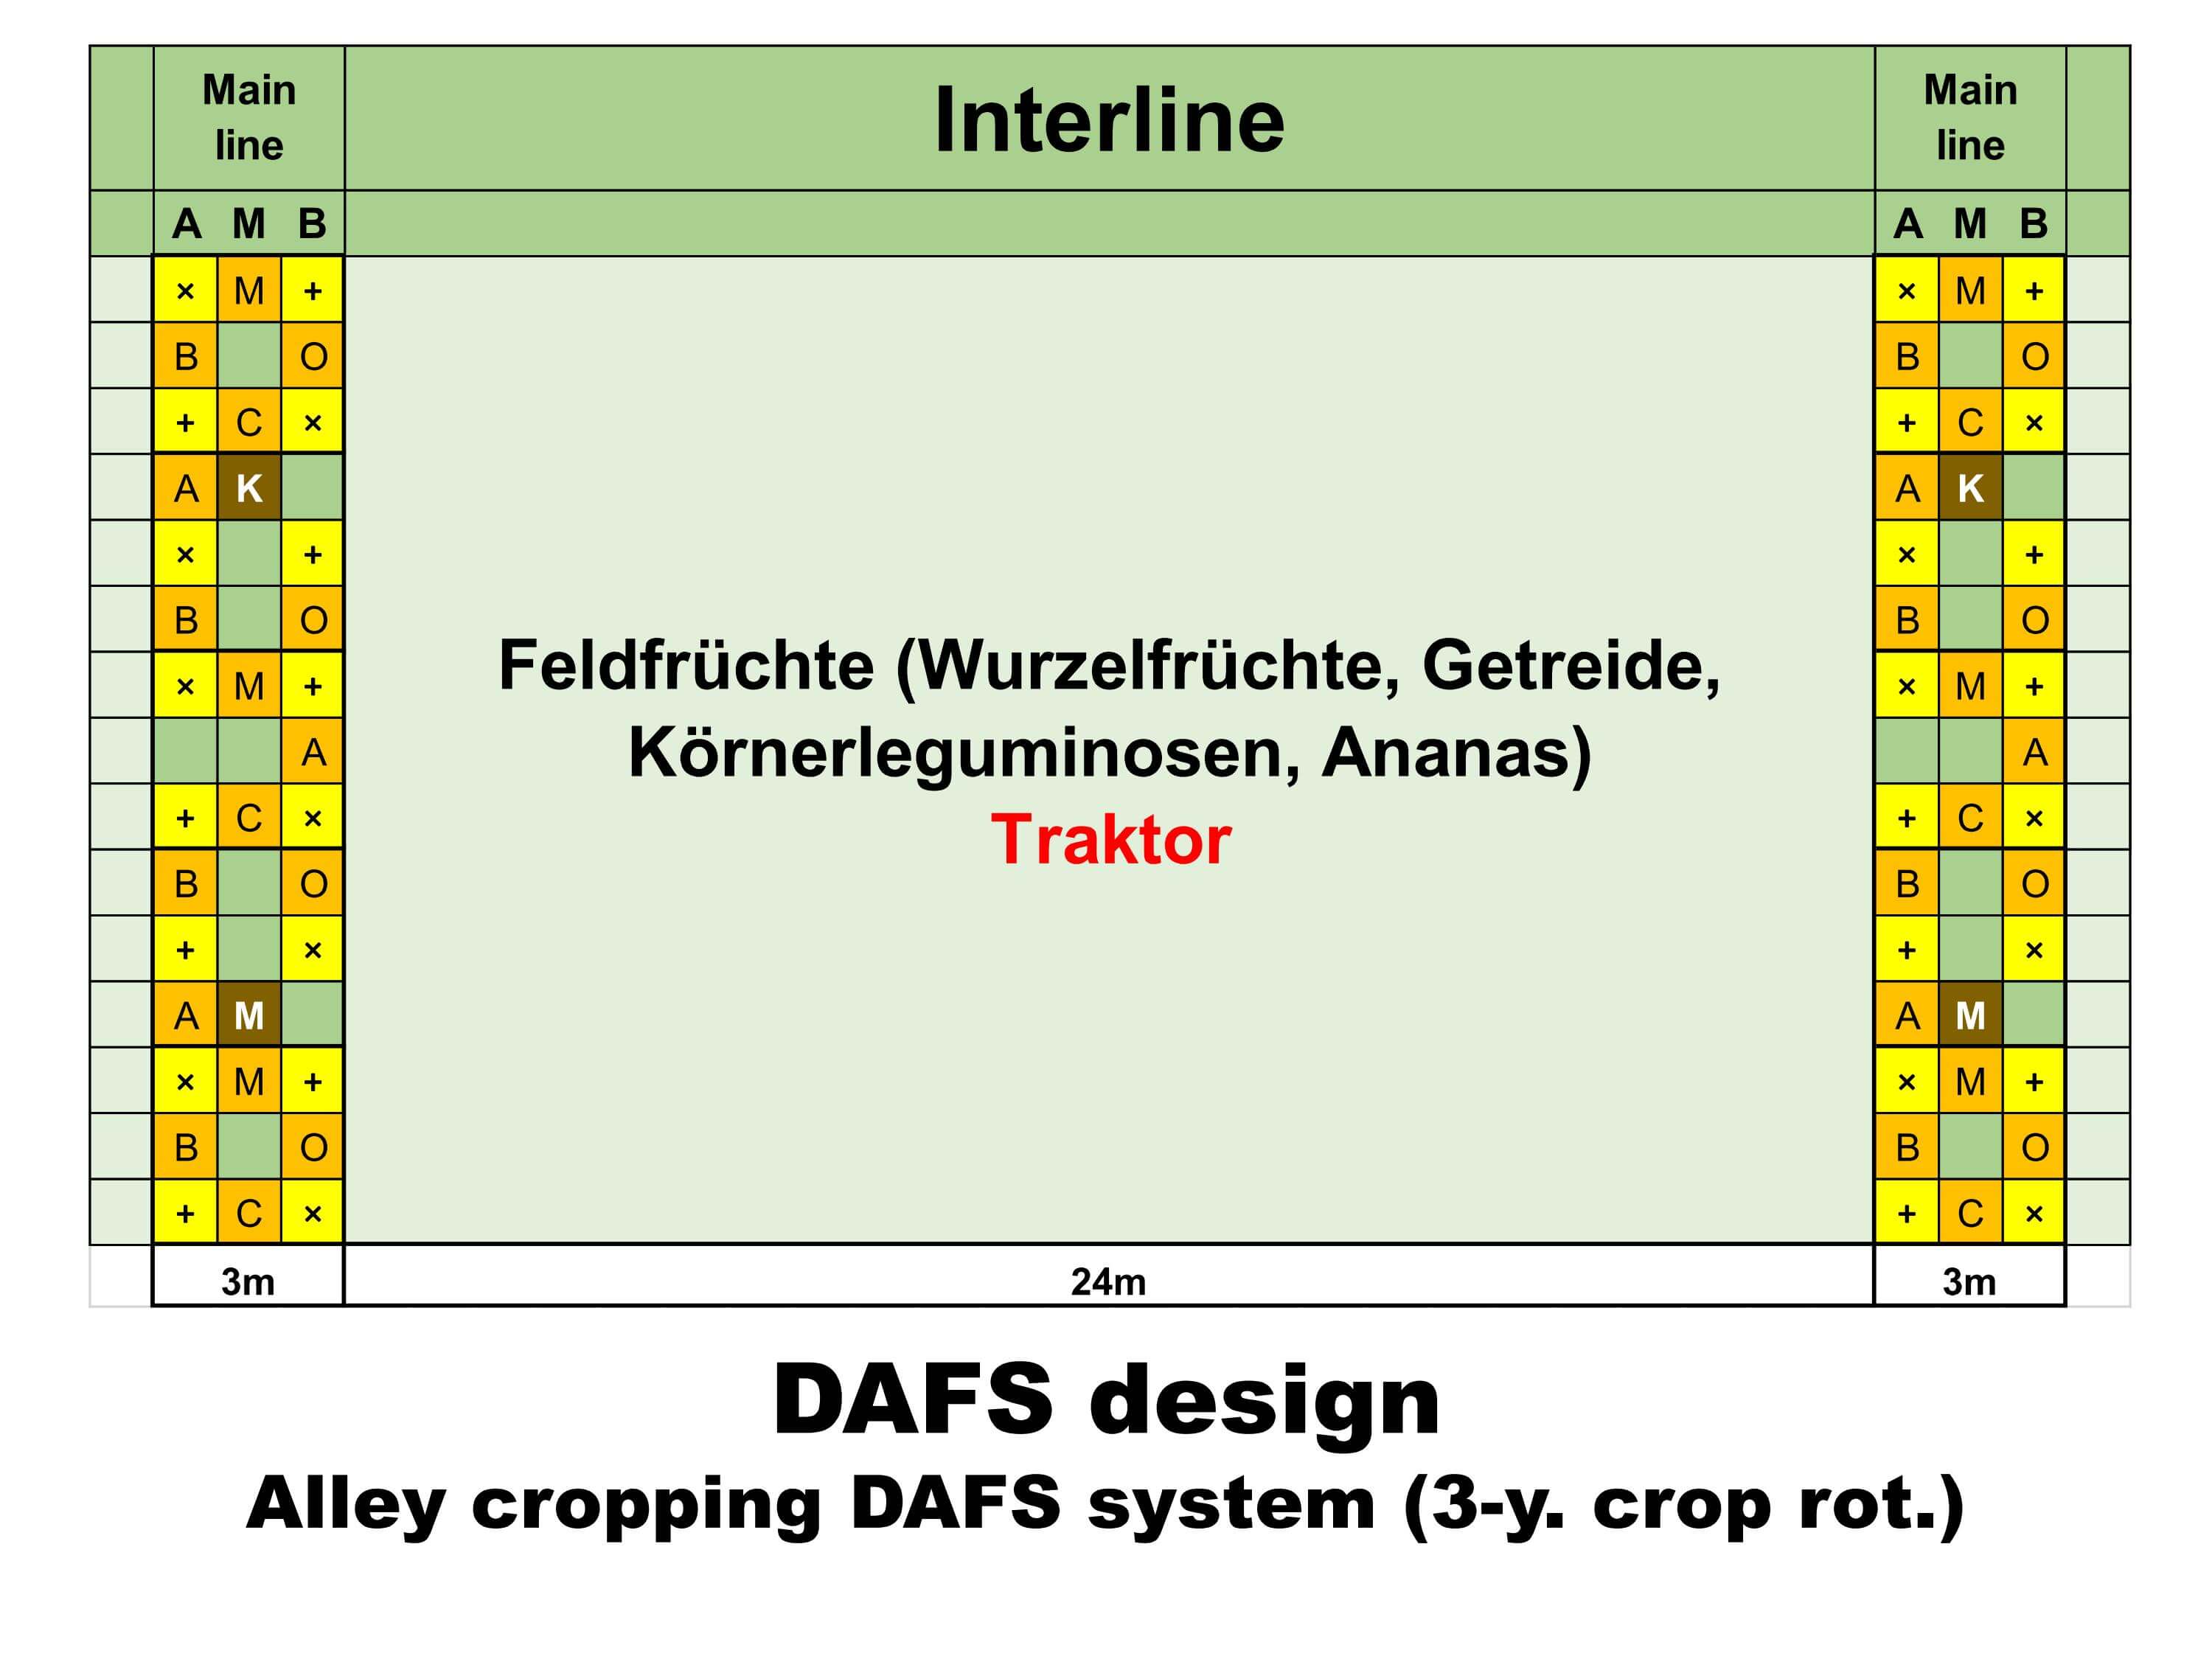 Main line Interline Main line
A M B A M B
× M + × M +
B O B O
+ C × + C ×
A K A K
× + × +
B O B O
× M + × M +
A A
+ C × + C ×
B O B O
+ × + ×
A M A M
× M + × M +
B O B O
+ C × + C ×
Feldfrüchte (Wurzelfrüchte, Getreide,
Körnerleguminosen, Ananas)
Traktor
3m 24m 3m
DAFS design
Alley cropping DAFS system (3-y. crop rot.)